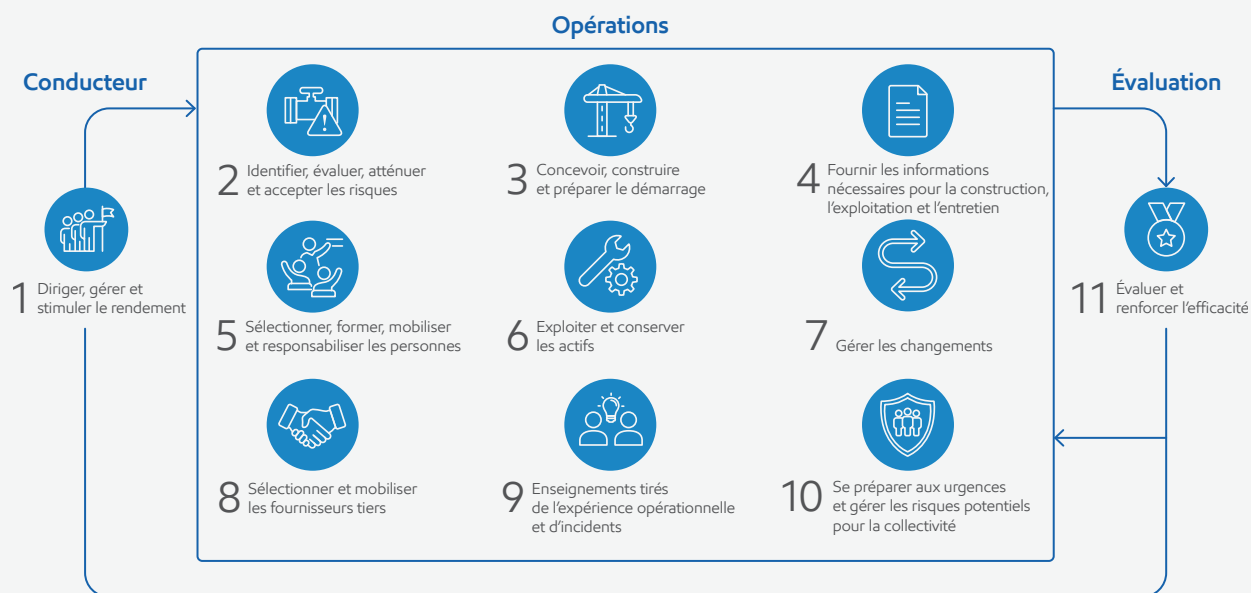 Opérations
Conducteur
Évaluation
1 Diriger, gérer et
stimuler le rendement
2 Identifier, évaluer, atténuer
et accepter les risques
3 Concevoir, construire
et préparer le démarrage
4 Fournir les informations
nécessaires pour la construction,
l’exploitation et l’entretien
5 Sélectionner, former, mobiliser
et responsabiliser les personnes
6 Exploiter et conserver
les actifs
7 Gérer les changements
8 Sélectionner et mobiliser
les fournisseurs tiers
9 Enseignements tirés
de l’expérience opérationnelle
et d’incidents
10 Se préparer aux urgences
et gérer les risques potentiels
pour la collectivité
11 Évaluer et
renforcer l’efficacité